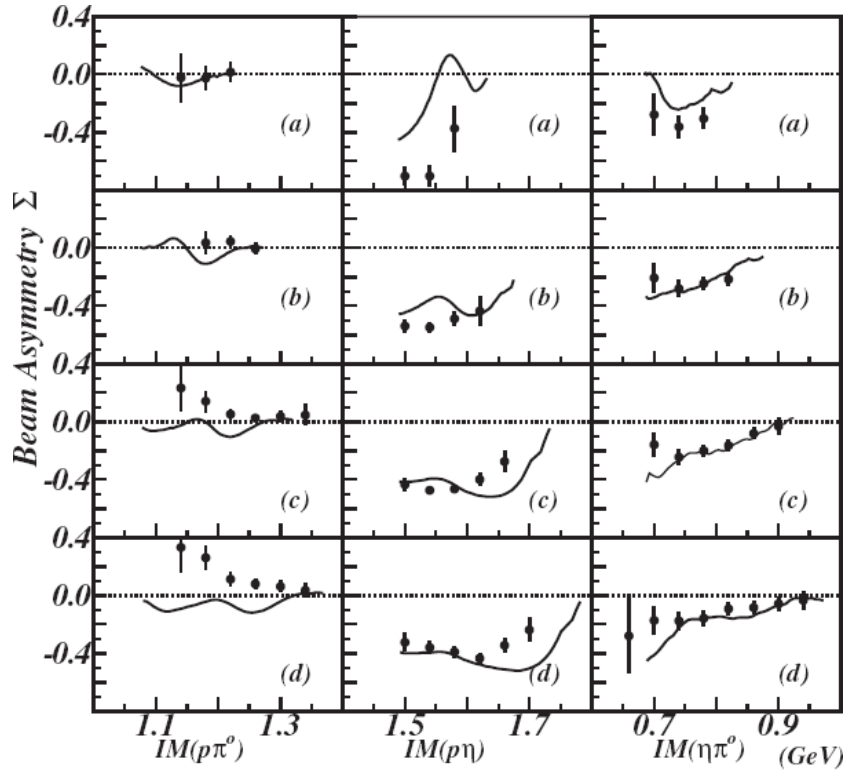 0.4
0.0
-0.4
(a) (a) (a)
0.0
-0.4
(b) (b) (b)
0.4
0.0
-0.4
(c) (c) (c)
0.4
0.0
-0.4
(d) (d) (d)
Beam Asymmetry Σ
1.1 1.3 1.5 1.7 0.7 0.9
IM(pπ°) IM(pη) IM(ηπ°) (GeV)